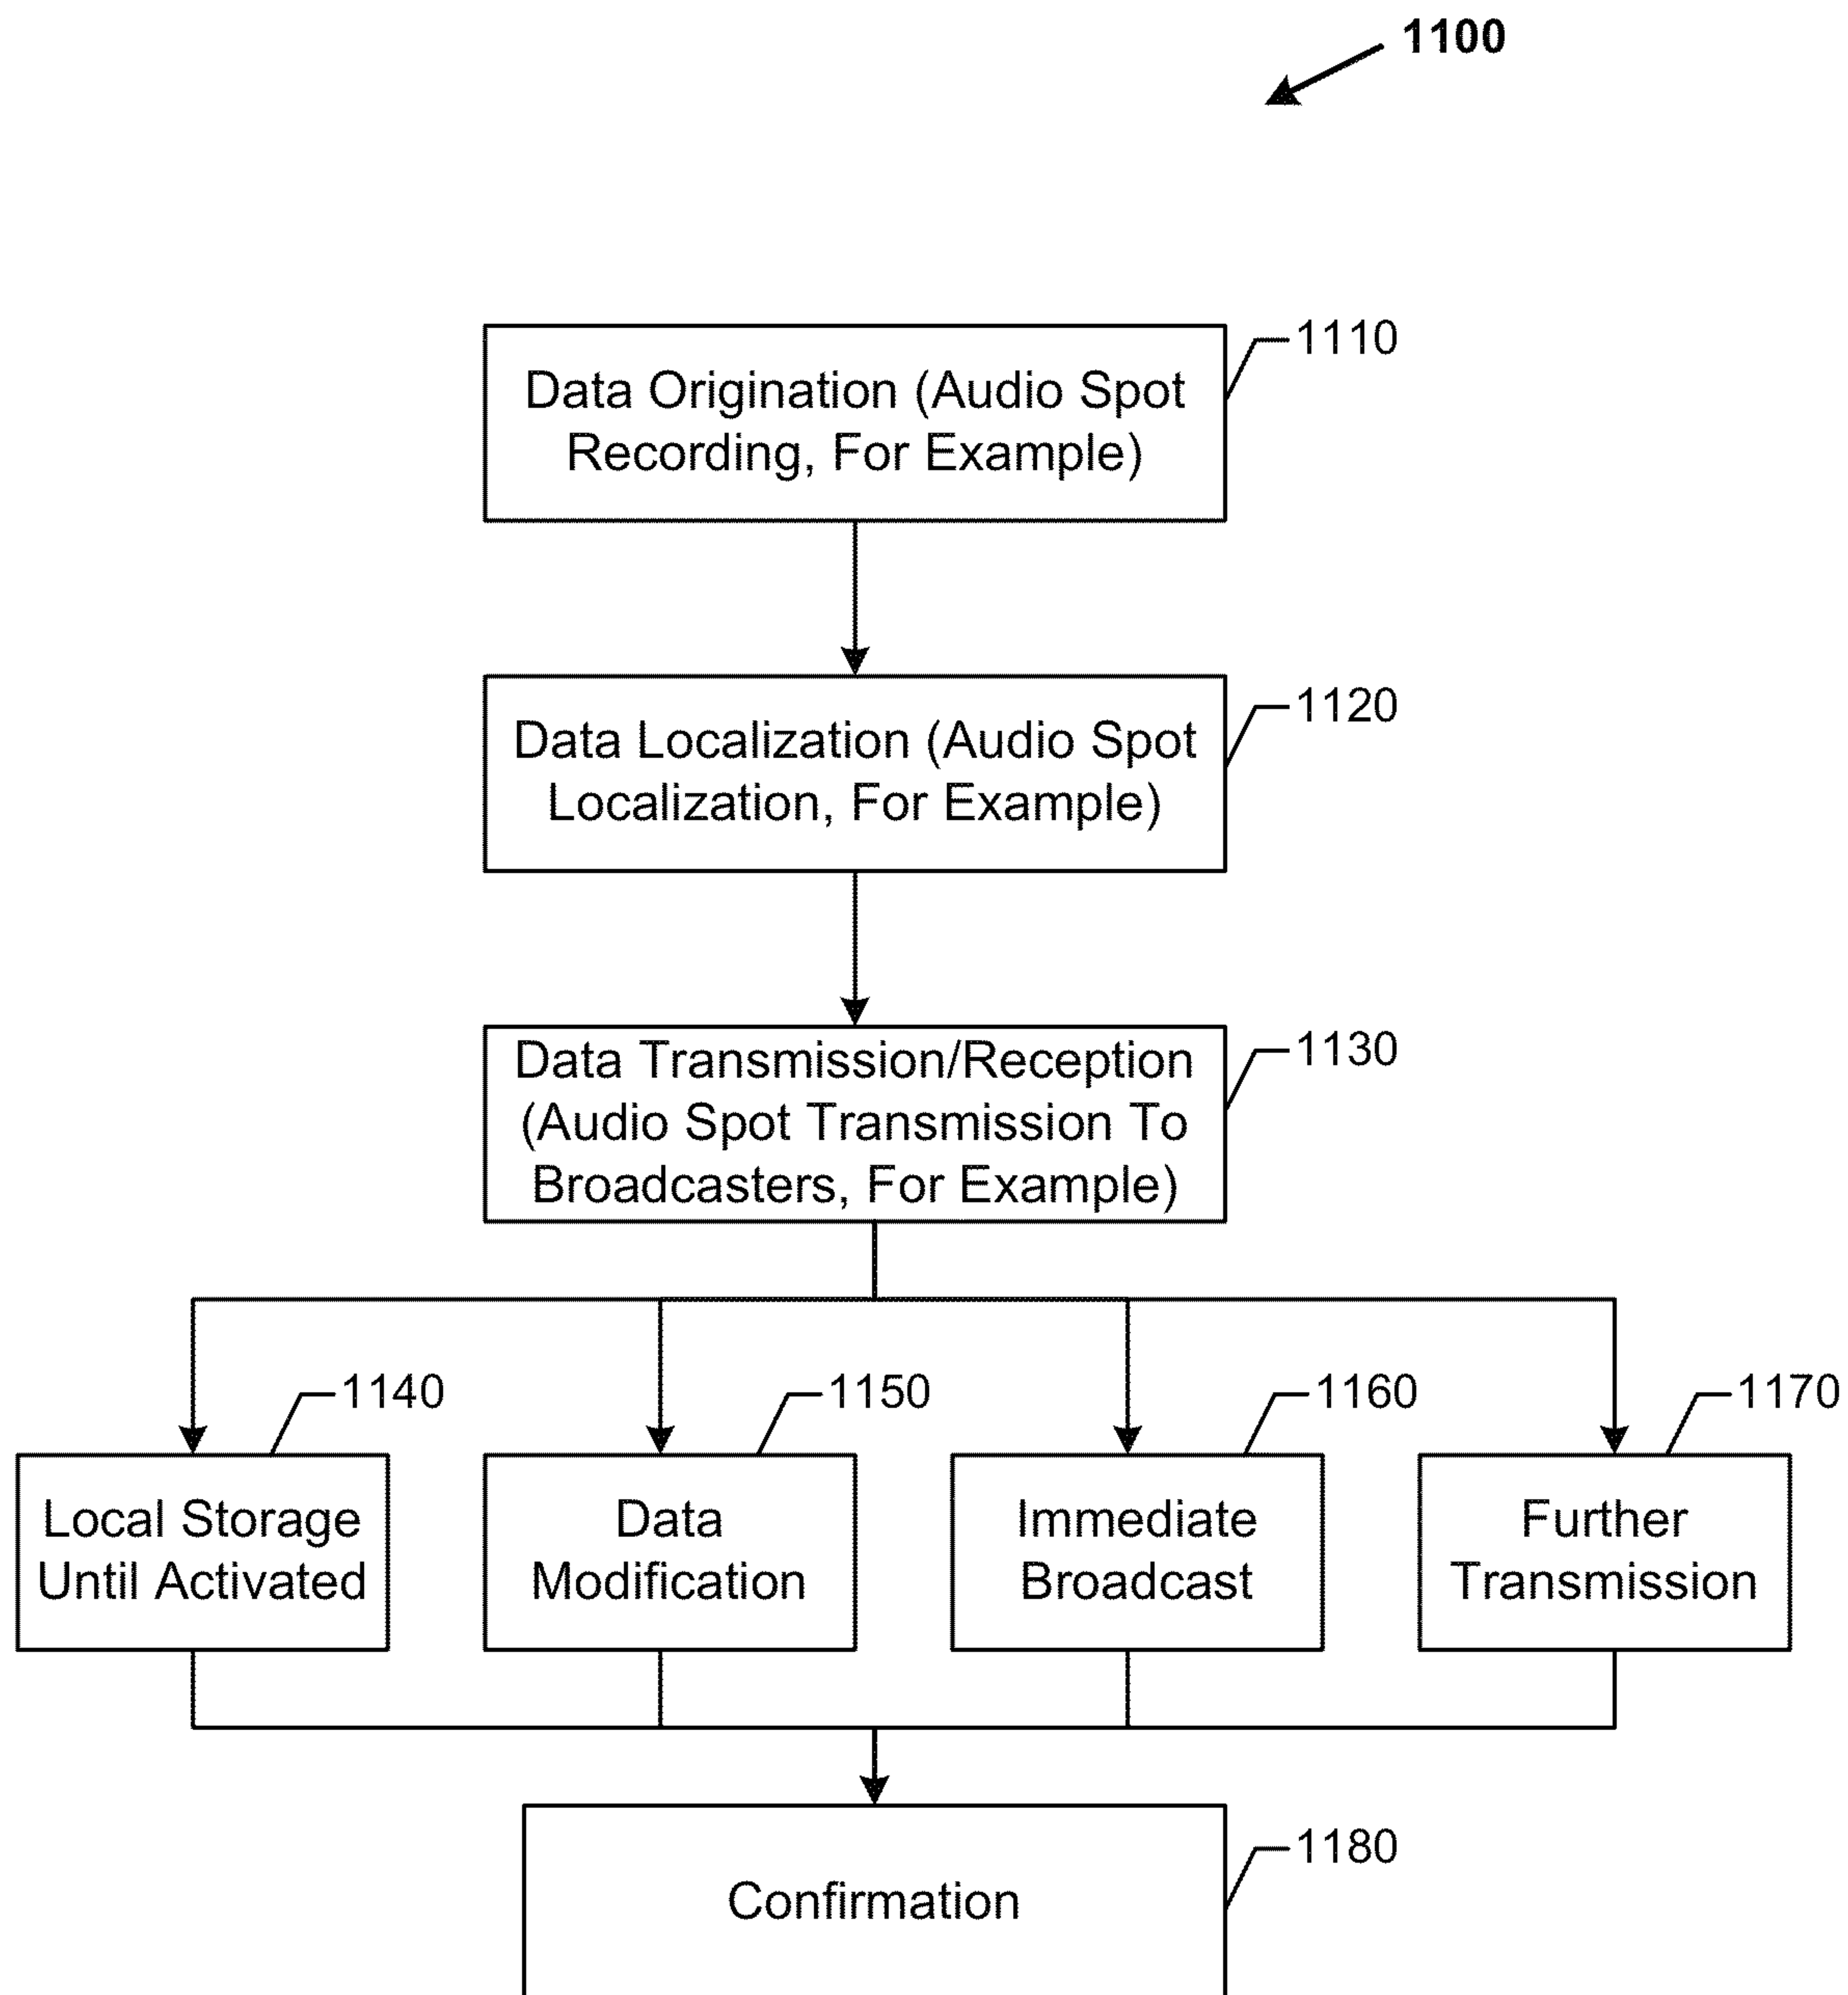 1100
Data Origination (Audio Spot
Recording, For Example)
1110
Data Localization (Audio Spot
Localization, For Example)
1120
Data Transmission/Reception
(Audio Spot Transmission To
Broadcasters, For Example)
1130
1140
Local Storage
Until Activated
1150
Data
Modification
1160
Immediate
Broadcast
1170
Further
Transmission
1180
Confirmation